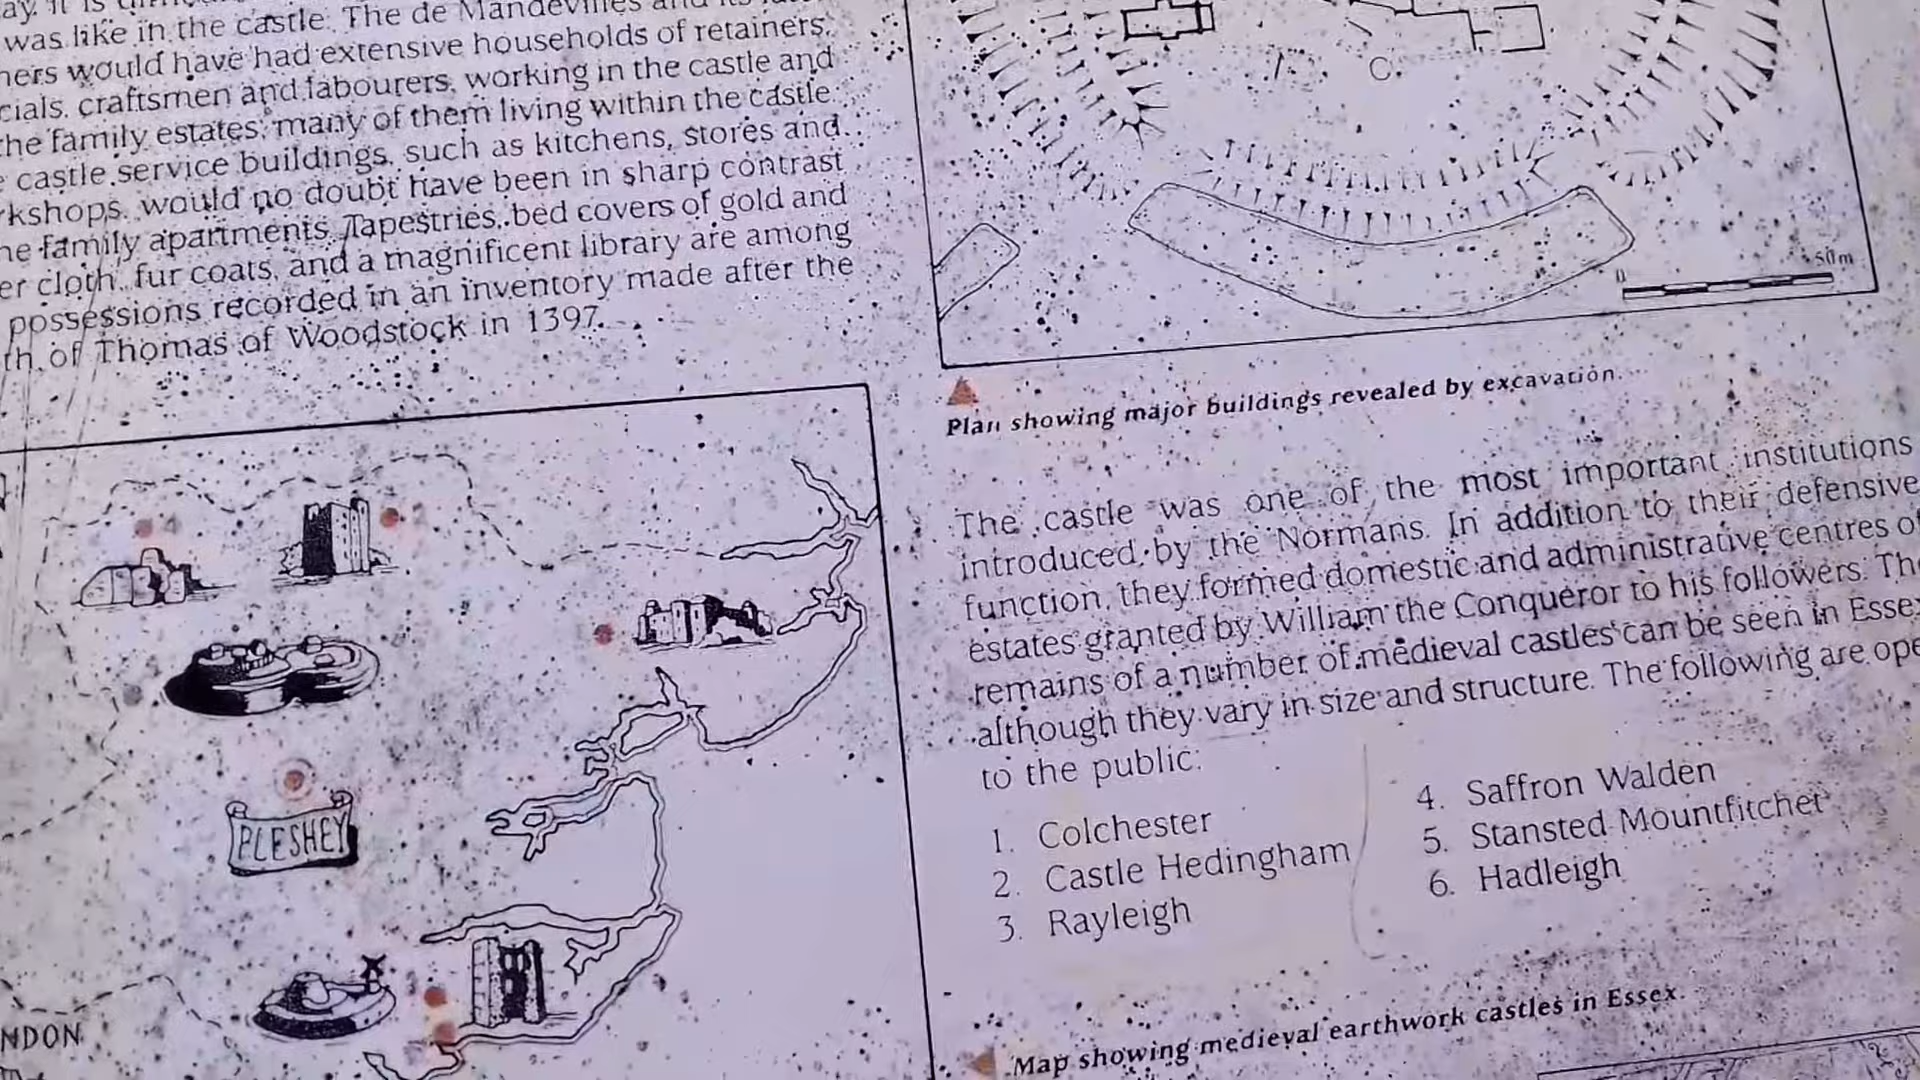 was like in the castle. The de Mandevilles and
would have had extensive households of retainers,
craftsmen and labourers, working in the castle and
the family estates; many of them living within the castle.
castle service buildings, such as kitchens, stores and
would no doubt have been in sharp contrast
family apartments. Tapestries, bed covers of gold and
cloth, fur coats, and a magnificent library are among
possessions recorded in an inventory made after the
of Thomas of Woodstock in 1397.
C.
0
50m
Plan showing major buildings revealed by excavation.
The castle was one of the most important institutions
introduced by the Normans. In addition to their defensive
function, they formed domestic and administrative centres of
estates granted by William the Conqueror to his followers. The
remains of a number of medieval castles can be seen in Essex
although they vary in size and structure. The following are open
to the public:
1. Colchester
2. Castle Hedingham
3. Rayleigh
4. Saffron Walden
5. Stansted Mountfitchet
6. Hadleigh
Map showing medieval earthwork castles in Essex.
4
PLESHEY
NDON